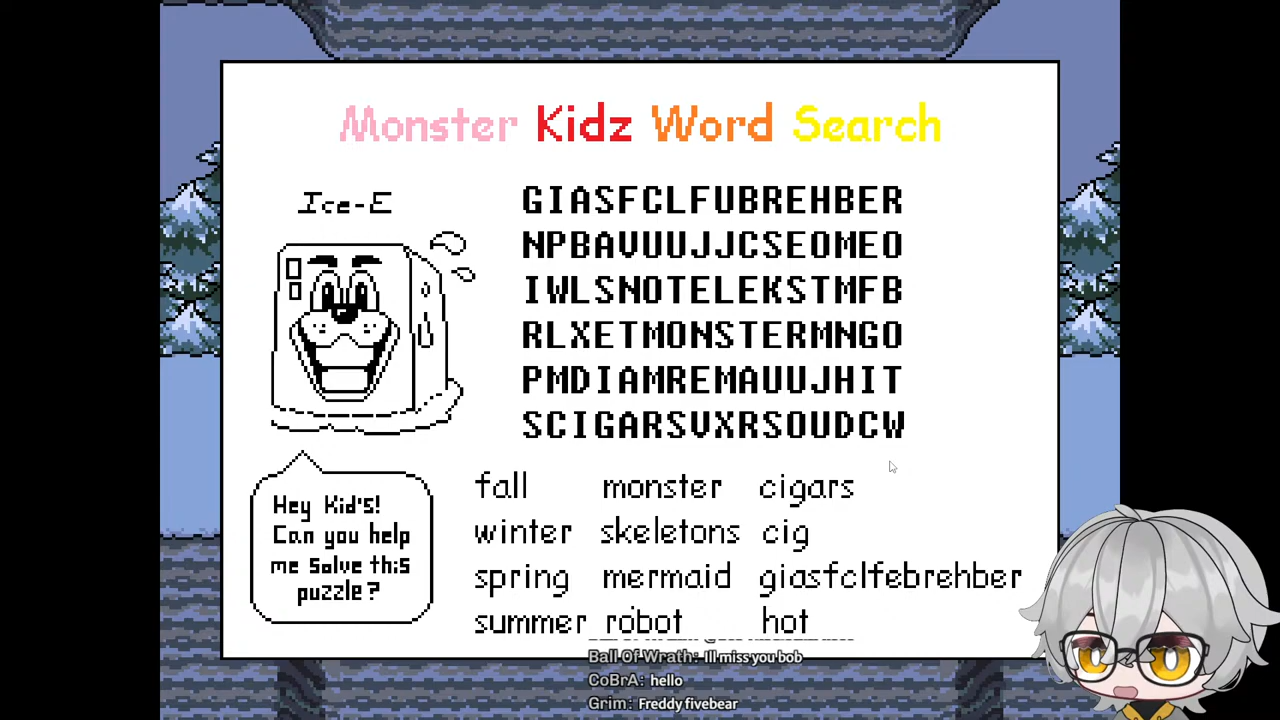 Monster Kidz Word Search
Ice-E
GIASFCLFUBREHBER
NPBAVUUJJCSEOMEO
IWLSNOTELEKSTMFB
RLXETMONSTERMNGO
PMDIAMREMAUUJHIT
SCIGARSVXRSOUDCW
Hey Kid's!
Can you help
me solve this
puzzle?
fall monster cigars
winter skeletons cig
spring mermaid giasfclfebrehber
summer robot hot
Ball Of Wrath: Ill miss you bob
CoBrA: hello
Grim: Freddy fivebear